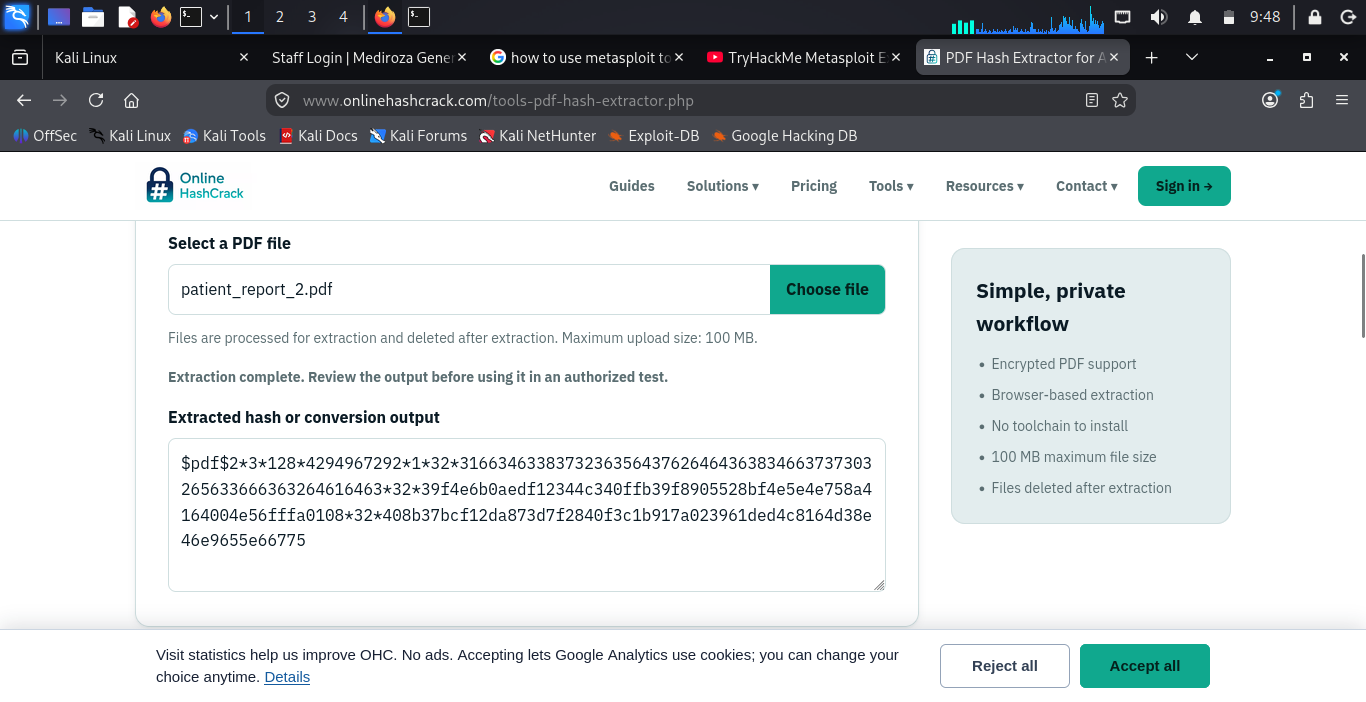 1
2
3
4
9:48
Kali Linux
Staff Login | Mediroza Gener
how to use metasploit to
TryHackMe Metasploit E
PDF Hash Extractor for A
www.onlinehashcrack.com/tools-pdf-hash-extractor.php
OffSec
Kali Linux
Kali Tools
Kali Docs
Kali Forums
Kali NetHunter
Exploit-DB
Google Hacking DB
Online
HashCrack
Guides
Solutions ▾
Pricing
Tools ▾
Resources ▾
Contact ▾
Sign in →
Select a PDF file
patient_report_2.pdf
Choose file
Files are processed for extraction and deleted after extraction. Maximum upload size: 100 MB.
Extraction complete. Review the output before using it in an authorized test.
Extracted hash or conversion output
$pdf$2*3*128*4294967292*1*32*3166346338373236356437626464363834663737303
265633666363264616463*32*39f4e6b0aedf12344c340ffb39f8905528bf4e5e4e758a4
164004e56fffa0108*32*408b37bcf12da873d7f2840f3c1b917a023961ded4c8164d38e
46e9655e66775
Simple, private
workflow
• Encrypted PDF support
• Browser-based extraction
• No toolchain to install
• 100 MB maximum file size
• Files deleted after extraction
Visit statistics help us improve OHC. No ads. Accepting lets Google Analytics use cookies; you can change your
choice anytime. Details
Reject all
Accept all